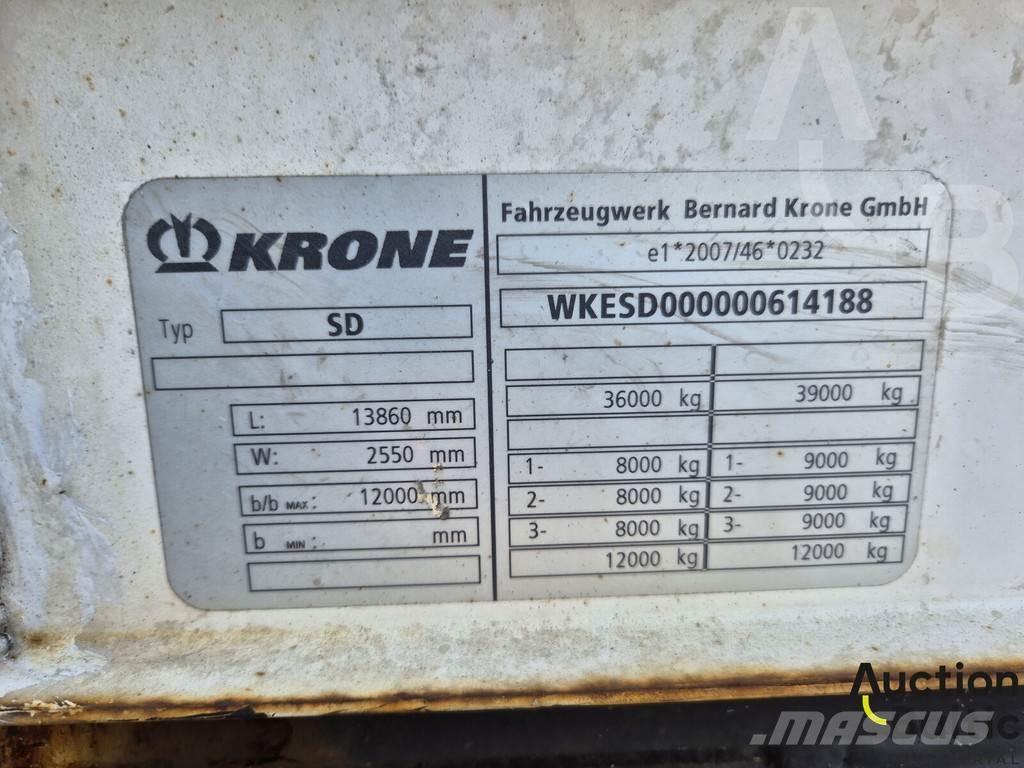 KRONE
Typ SD
L: 13860 mm
W: 2550 mm
b/b MAX: 12000 mm
b MIN: mm
Fahrzeugwerk Bernard Krone GmbH
e1*2007/46*0232
WKESD000000614188
36000 kg 39000 kg
1- 8000 kg 1- 9000 kg
2- 8000 kg 2- 9000 kg
3- 8000 kg 3- 9000 kg
12000 kg 12000 kg
Auction
MASCUS